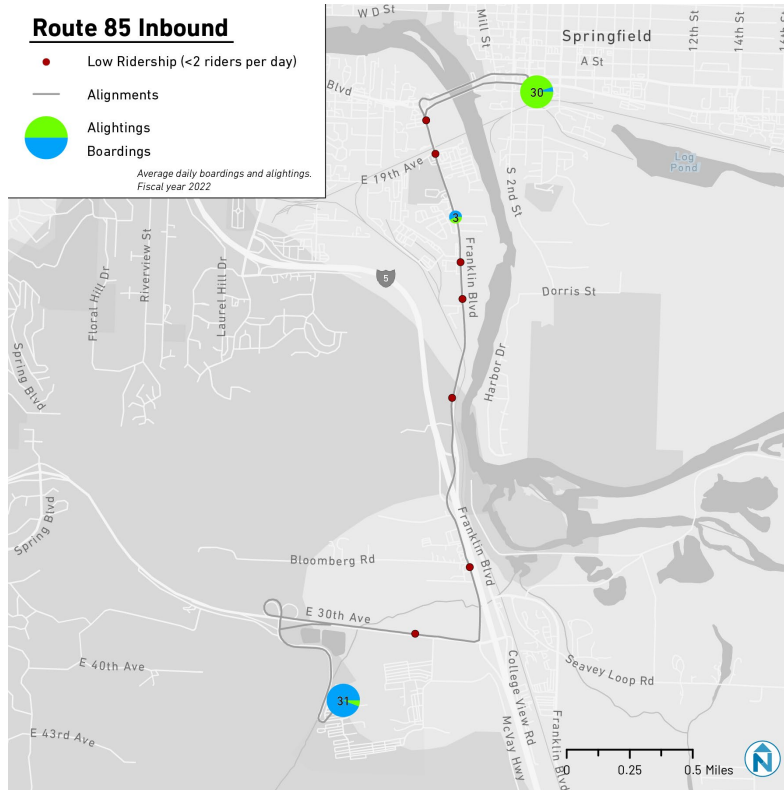 Route 85 Inbound
Low Ridership (<2 riders per day)
Alignments
Alightings
Boardings
Average daily boardings and alightings.
Fiscal year 2022
W D St
Mill St
Springfield
12th St
14th St
A St
Blvd
30
E 19th Ave
S 2nd St
Log
Pond
3
Franklin Blvd
5
Riverview St
Floral Hill Dr
Laurel Hill Dr
Dorris St
Harbor Dr
Spring Blvd
Spring Blvd
Franklin Blvd
Bloomberg Rd
E 30th Ave
E 40th Ave
31
E 43rd Ave
Seavey Loop Rd
College View Rd
McVay Hwy
Franklin Blvd
0
0.25
0.5 Miles
N